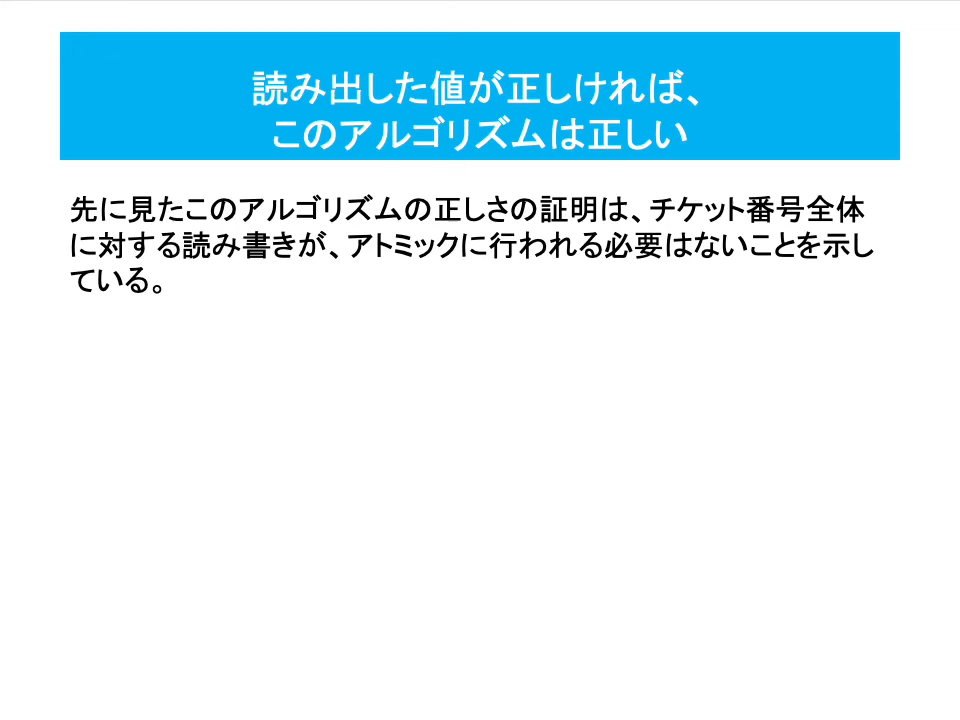 読み出した値が正しければ、
このアルゴリズムは正しい
先に見たこのアルゴリズムの正しさの証明は、チケット番号全体
に対する読み書きが、アトミックに行われる必要はないことを示し
ている。